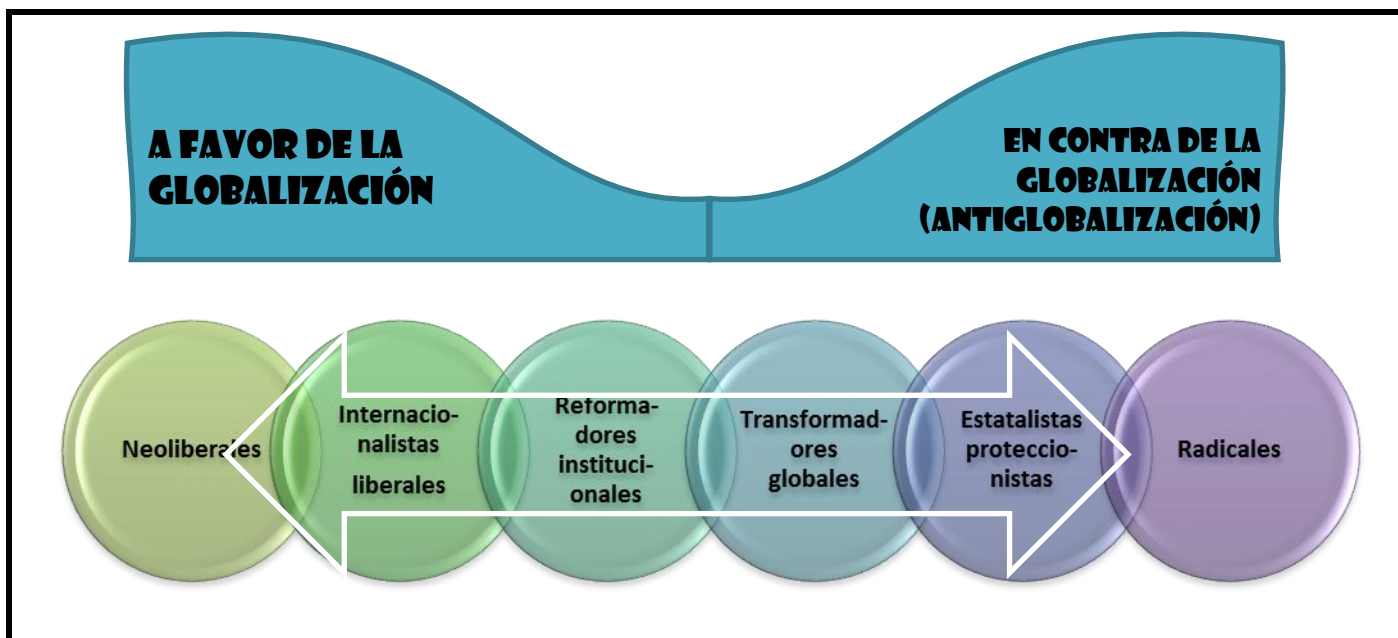 A FAVOR DE LA
GLOBALIZACIÓN
EN CONTRA DE LA
GLOBALIZACIÓN
(ANTIGLOBALIZACIÓN)
Neoliberales
Internacio-
nalistas
liberales
Reforma-
dores
instituci-
onales
Transformad-
ores
globales
Estatalistas
proteccio-
nistas
Radicales